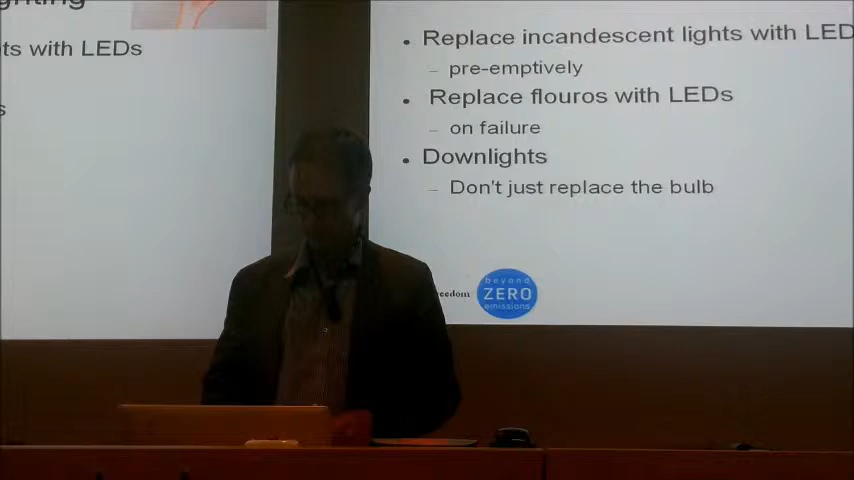 ghting
ts with LEDs
s
• Replace incandescent lights with LED
– pre-emptively
• Replace flouros with LEDs
– on failure
• Downlights
– Don't just replace the bulb
eedom
beyond
ZERO
emissions